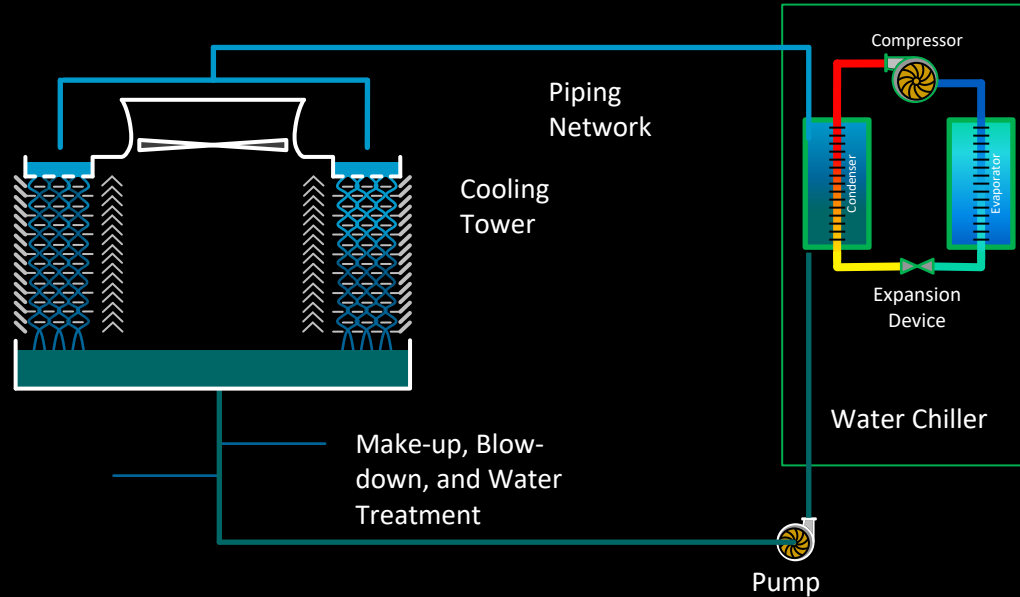 Compressor
Piping
Network
Condenser
Evaporator
Cooling
Tower
Expansion
Device
Water Chiller
Make-up, Blow-
down, and Water
Treatment
Pump